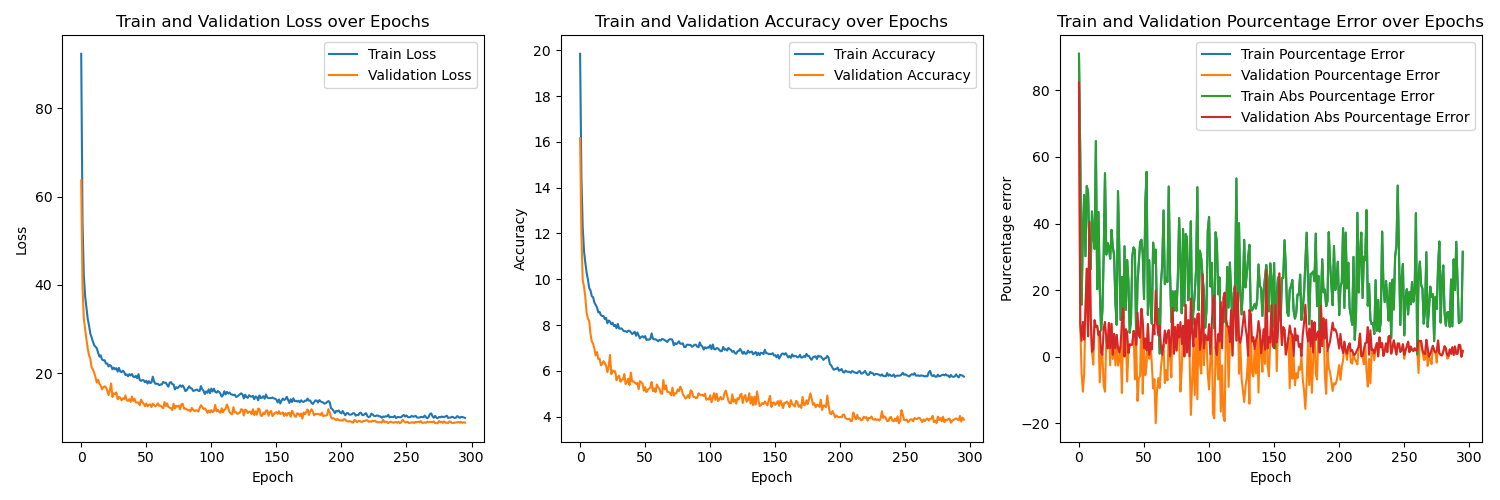 Train and Validation Loss over Epochs
Train Loss
Validation Loss
Loss
80
60
40
20
0
50
100
150
200
250
300
Epoch
Train and Validation Accuracy over Epochs
Train Accuracy
Validation Accuracy
Accuracy
20
18
16
14
12
10
8
6
4
0
50
100
150
200
250
300
Epoch
Train and Validation Pourcentage Error over Epochs
Train Pourcentage Error
Validation Pourcentage Error
Train Abs Pourcentage Error
Validation Abs Pourcentage Error
Pourcentage error
80
60
40
20
0
−20
0
50
100
150
200
250
300
Epoch